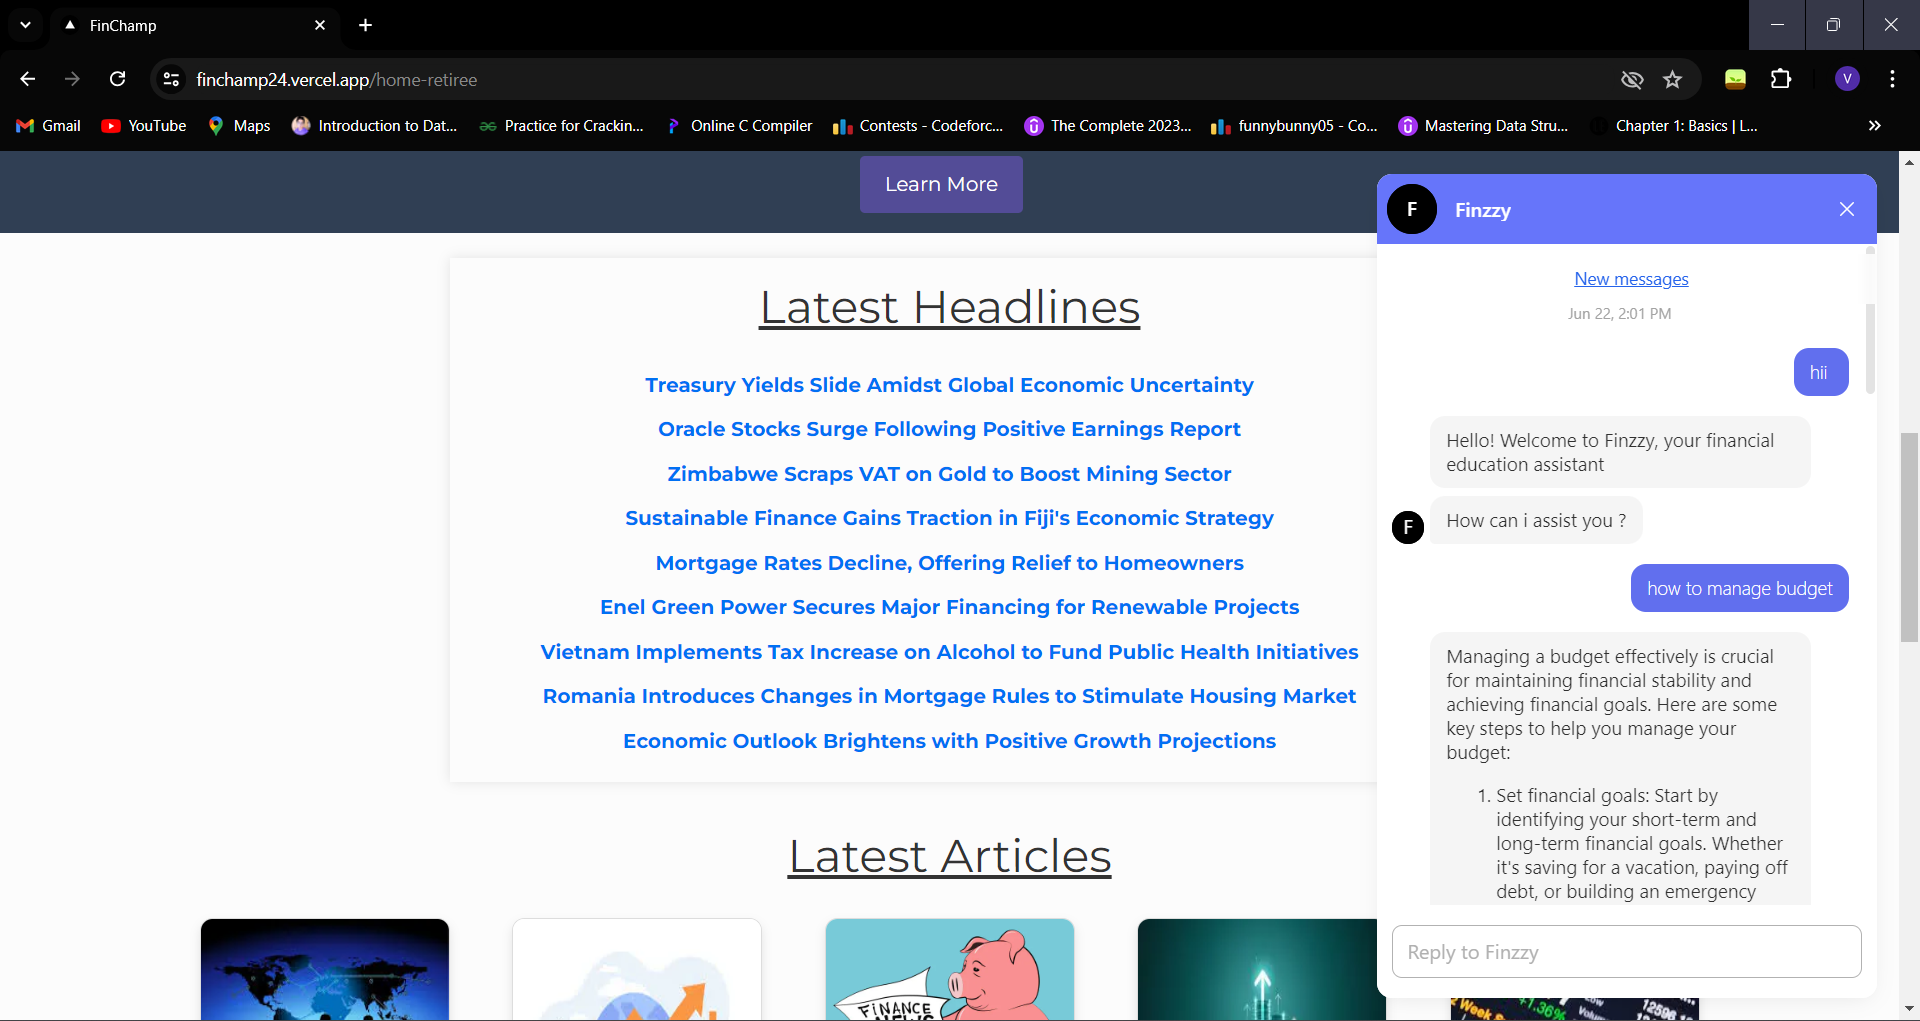 FinChamp
finchamp24.vercel.app/home-retiree
V
Gmail
YouTube
Maps
Introduction to Dat...
Practice for Crackin...
Online C Compiler
Contests - Codeforc...
The Complete 2023...
funnybunny05 - Co...
Mastering Data Stru...
Chapter 1: Basics | L...
Learn More
Latest Headlines
Treasury Yields Slide Amidst Global Economic Uncertainty
Oracle Stocks Surge Following Positive Earnings Report
Zimbabwe Scraps VAT on Gold to Boost Mining Sector
Sustainable Finance Gains Traction in Fiji's Economic Strategy
Mortgage Rates Decline, Offering Relief to Homeowners
Enel Green Power Secures Major Financing for Renewable Projects
Vietnam Implements Tax Increase on Alcohol to Fund Public Health Initiatives
Romania Introduces Changes in Mortgage Rules to Stimulate Housing Market
Economic Outlook Brightens with Positive Growth Projections
Latest Articles
FINANCE
NEWS
F
Finzzy
New messages
Jun 22, 2:01 PM
hii
Hello! Welcome to Finzzy, your financial
education assistant
F
How can i assist you ?
how to manage budget
Managing a budget effectively is crucial
for maintaining financial stability and
achieving financial goals. Here are some
key steps to help you manage your
budget:
1. Set financial goals: Start by
identifying your short-term and
long-term financial goals. Whether
it's saving for a vacation, paying off
debt, or building an emergency
Reply to Finzzy
Week
+1.36%